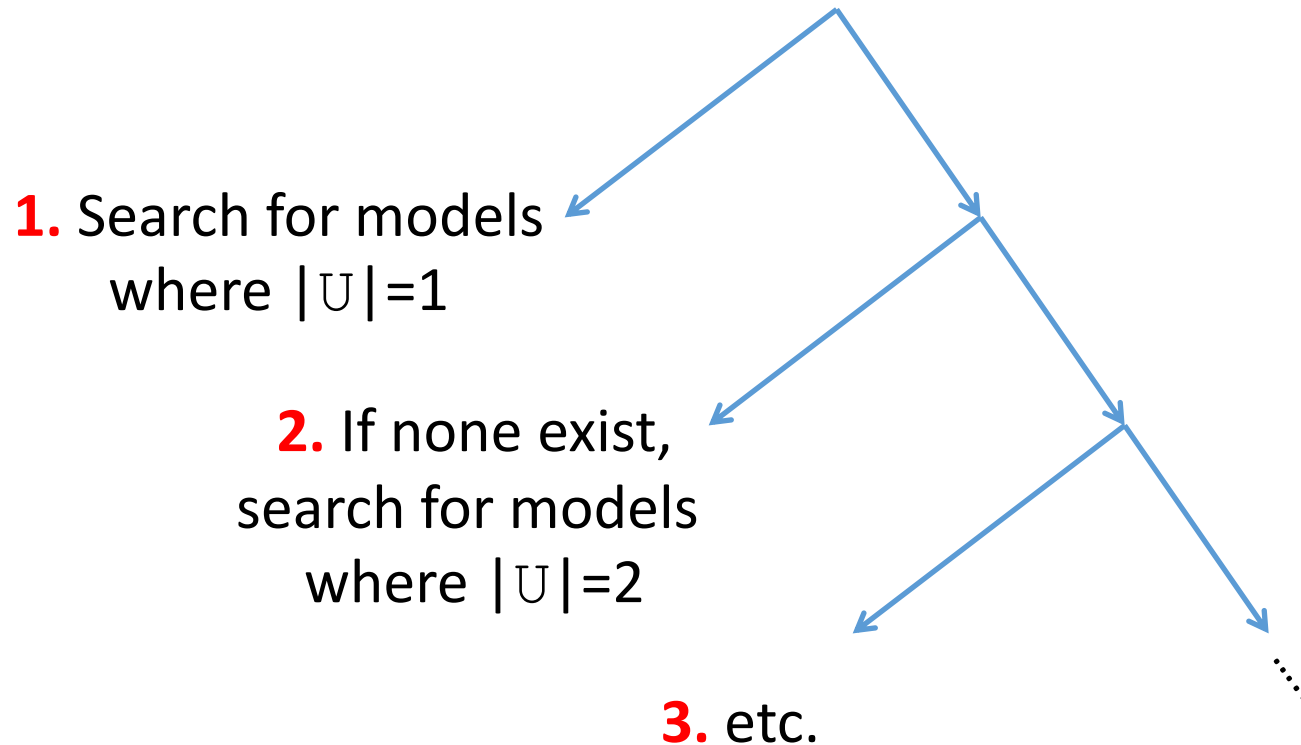 1. Search for models
where |U|=1
2. If none exist,
search for models
where |U|=2
3. etc.